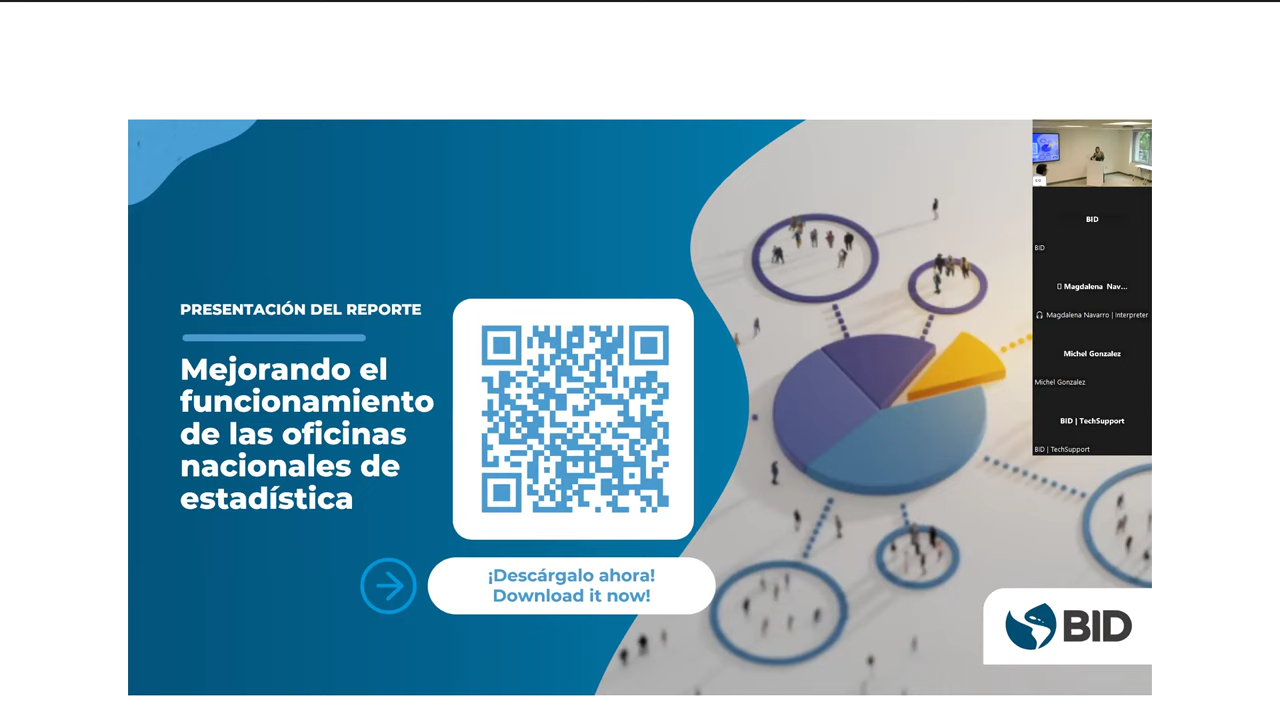 PRESENTACIÓN DEL REPORTE
Mejorando el
funcionamiento
de las oficinas
nacionales de
estadística
¡Descárgalo ahora!
Download it now!
BID
BID
BID
Magdalena Nav...
Magdalena Navarro | Interpreter
Michel Gonzalez
Michel Gonzalez
BID | TechSupport
BID | TechSupport